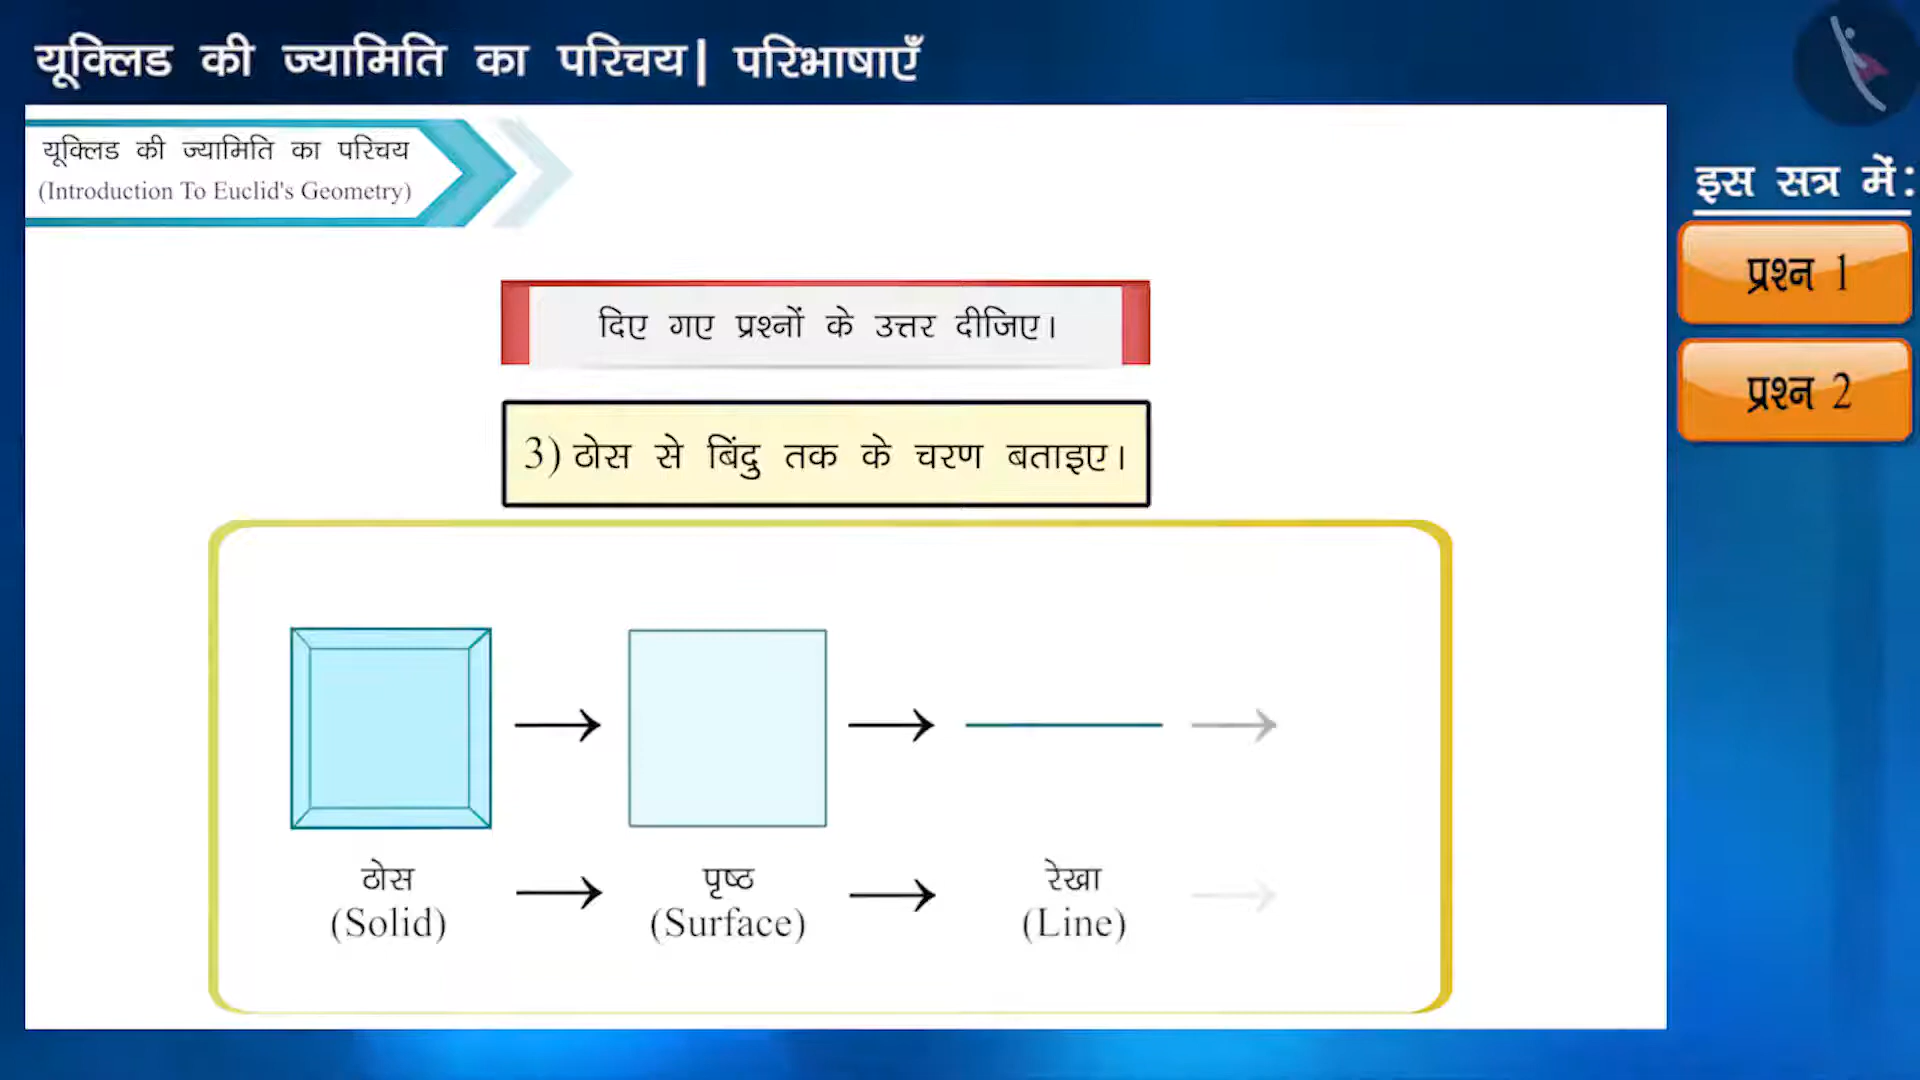 यूक्लिड की ज्यामिति का परिचय| परिभाषाएँ
यूक्लिड की ज्यामिति का परिचय
(Introduction To Euclid's Geometry)
इस सत्र में:
प्रश्न 1
प्रश्न 2
दिए गए प्रश्नों के उत्तर दीजिए।
3) ठोस से बिंदु तक के चरण बताइए।
ठोस → पृष्ठ → रेखा →
(Solid) (Surface) (Line)